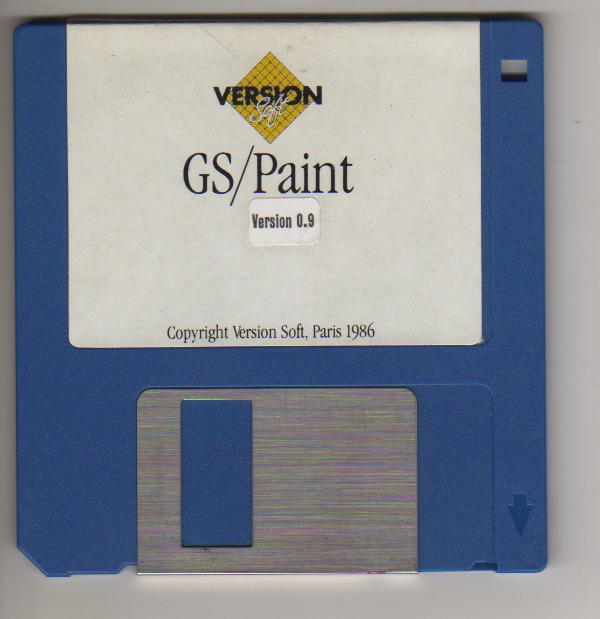 VERSION
Soft
GS/Paint
Version 0.9
Copyright Version Soft, Paris 1986